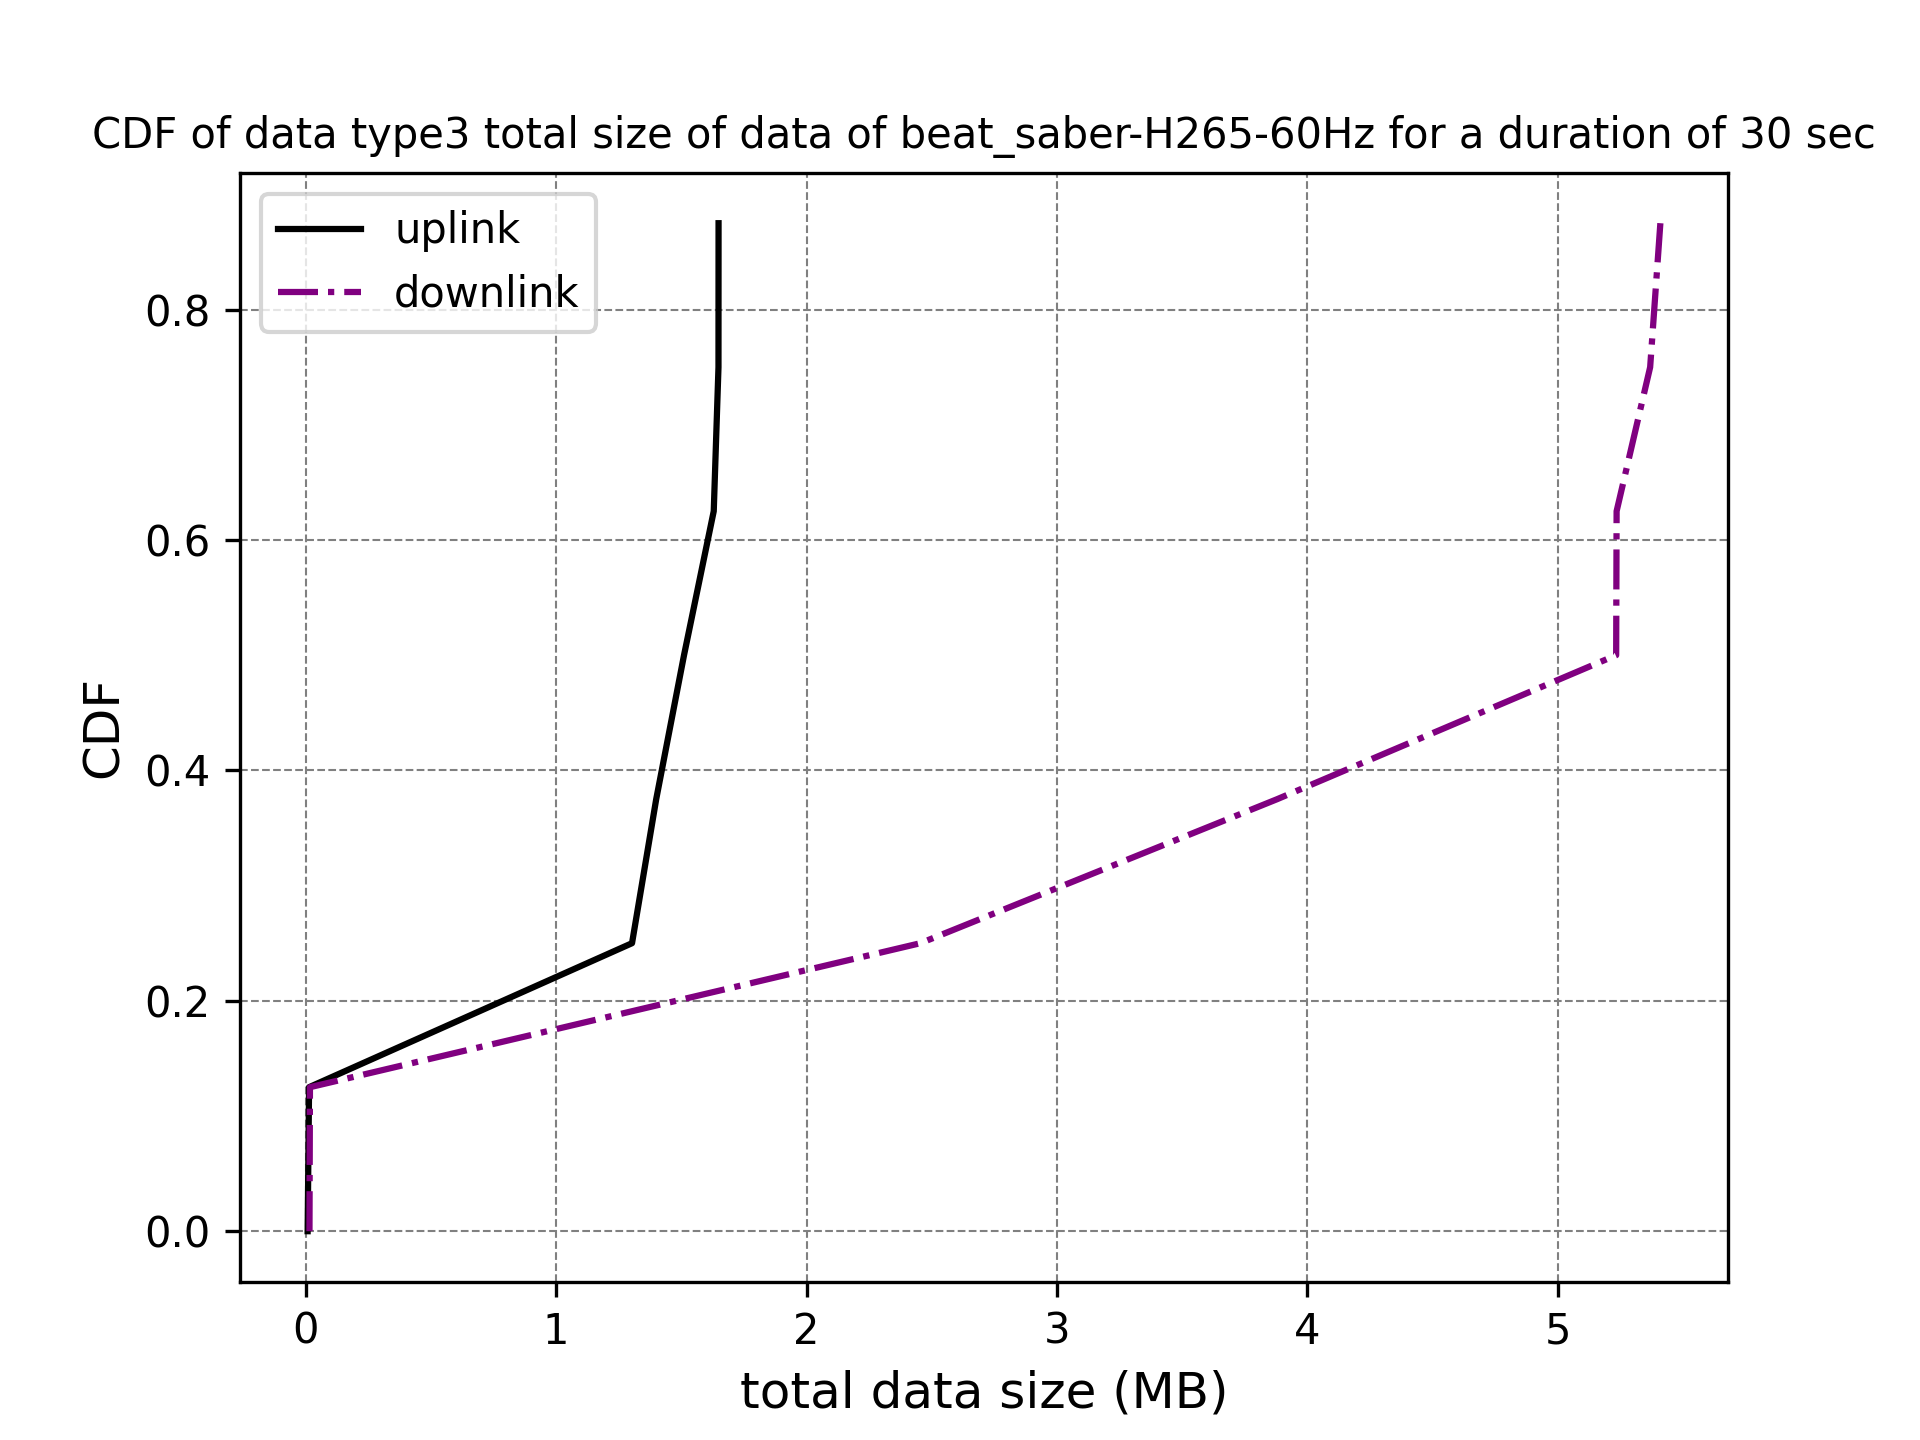 CDF of data type3 total size of data of beat_saber-H265-60Hz for a duration of 30 sec
uplink
downlink
CDF
0.8
0.6
0.4
0.2
0.0
0 1 2 3 4 5
total data size (MB)